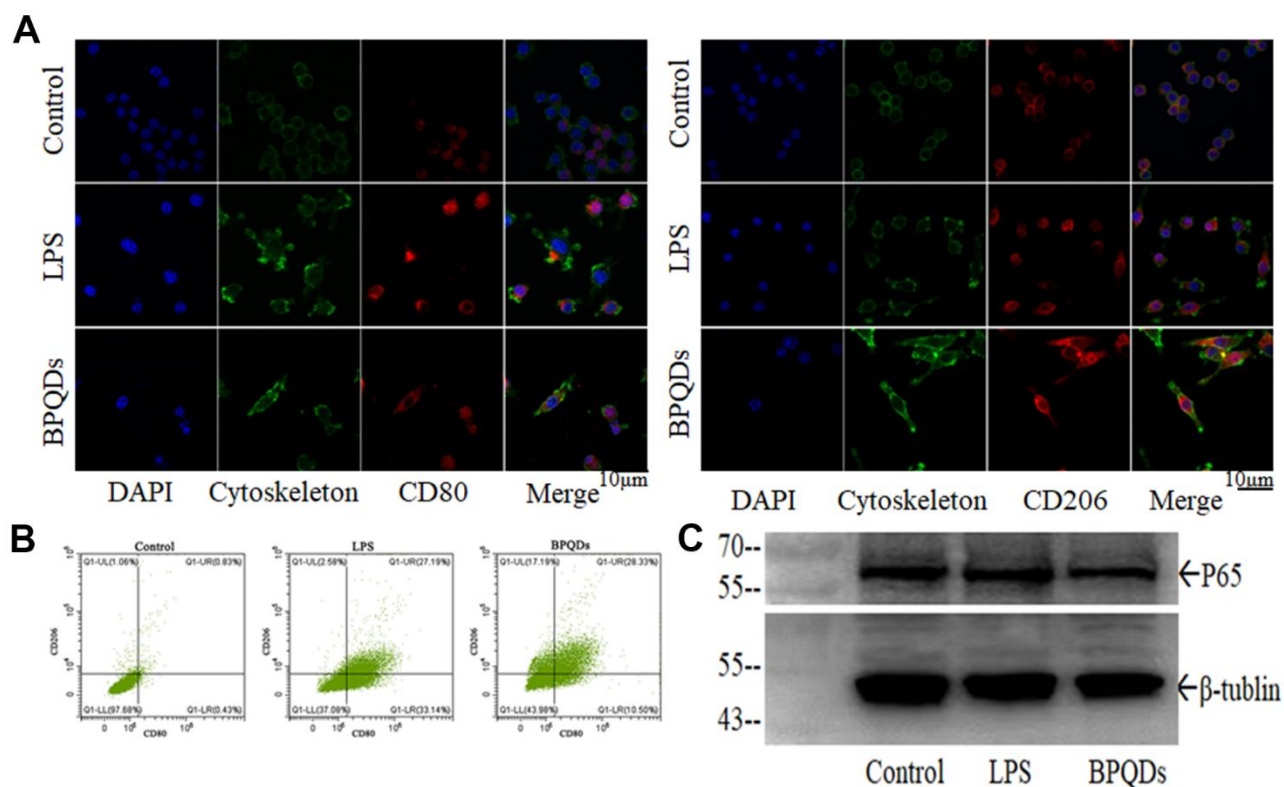 A
Control
LPS
BPQDs
DAPI Cytoskeleton CD80 Merge
10μm
Control
LPS
BPQDs
DAPI Cytoskeleton CD206 Merge
10μm
B
Control
Q1-UL(1.06%) Q1-UR(0.83%)
Q1-LL(97.68%) Q1-LR(0.43%)
CD206
CD80
LPS
Q1-UL(2.58%) Q1-UR(27.19%)
Q1-LL(37.08%) Q1-LR(33.14%)
CD206
CD80
BPQDs
Q1-UL(17.19%) Q1-UR(28.33%)
Q1-LL(43.98%) Q1-LR(10.50%)
CD206
CD80
C
70--
55--
←P65
55--
43--
←β-tublin
Control LPS BPQDs